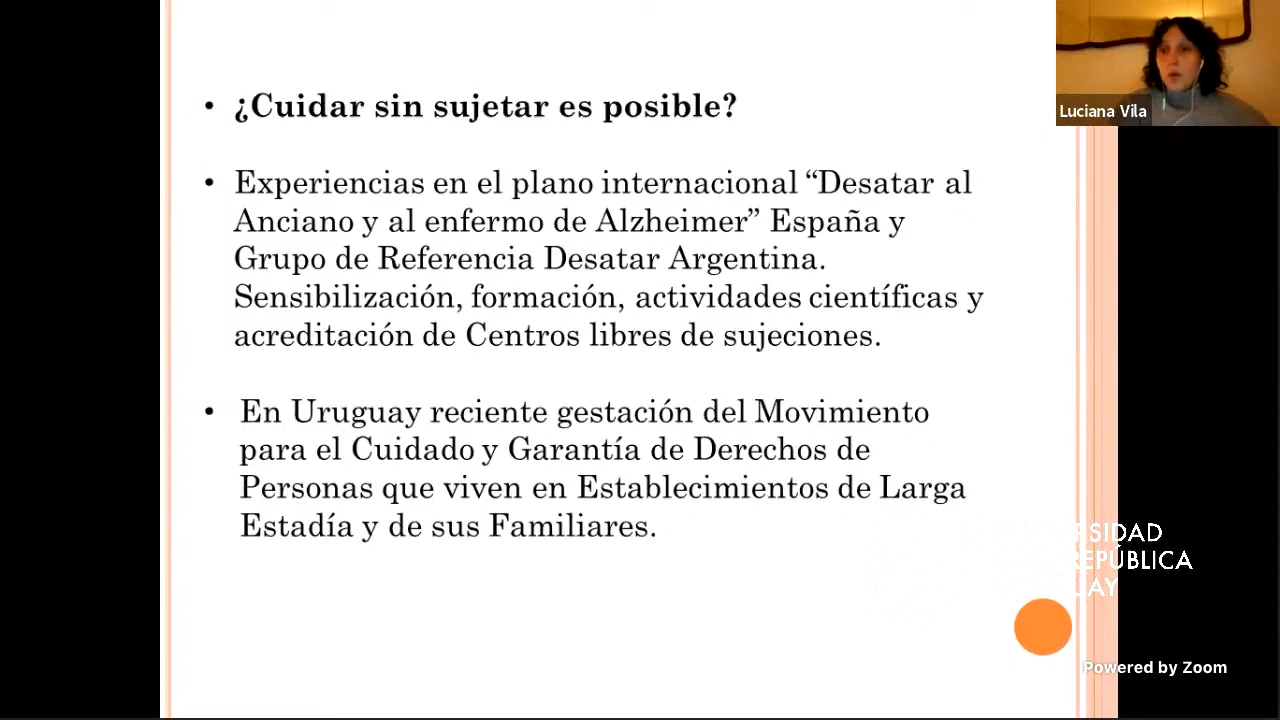 • ¿Cuidar sin sujetar es posible?
• Experiencias en el plano internacional “Desatar al
Anciano y al enfermo de Alzheimer” España y
Grupo de Referencia Desatar Argentina.
Sensibilización, formación, actividades científicas y
acreditación de Centros libres de sujeciones.
• En Uruguay reciente gestación del Movimiento
para el Cuidado y Garantía de Derechos de
Personas que viven en Establecimientos de Larga
Estadía y de sus Familiares.
Luciana Vila
REPÚBLICA
Powered by Zoom